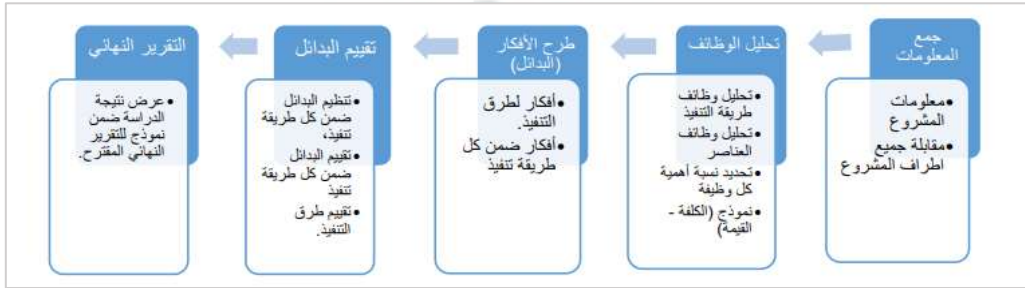 جمع
المعلومات
•معلومات
المشروع
•مقابلة جميع
اطراف المشروع
تحليل الوظائف
•تحليل وظائف
طريقة التنفيذ
•تحليل وظائف
العناصر
•تحديد نسبة أهمية
كل وظيفة
•نموذج (الكلفة -
القيمة)
طرح الأفكار
(البدائل)
•أفكار لطرق
التنفيذ.
•أفكار ضمن كل
طريقة تنفيذ
تقييم البدائل
•تنظيم البدائل
ضمن كل طريقة
تنفيذ،
•تقييم البدائل
ضمن كل طريقة
تنفيذ
•تقييم طرق
التنفيذ.
التقرير النهائي
•عرض نتيجة
الدراسة ضمن
نموذج للتقرير
النهائي المقترح.